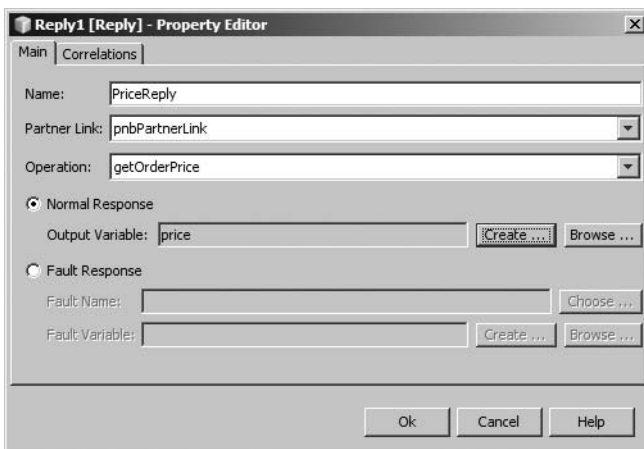 Reply1 [Reply] - Property Editor
Main Correlations
Name: PriceReply
Partner Link: pnbPartnerLink
Operation: getOrderPrice
Normal Response
Output Variable: price Create ... Browse ...
Fault Response
Fault Name: Choose ...
Fault Variable: Create ... Browse ...
Ok Cancel Help